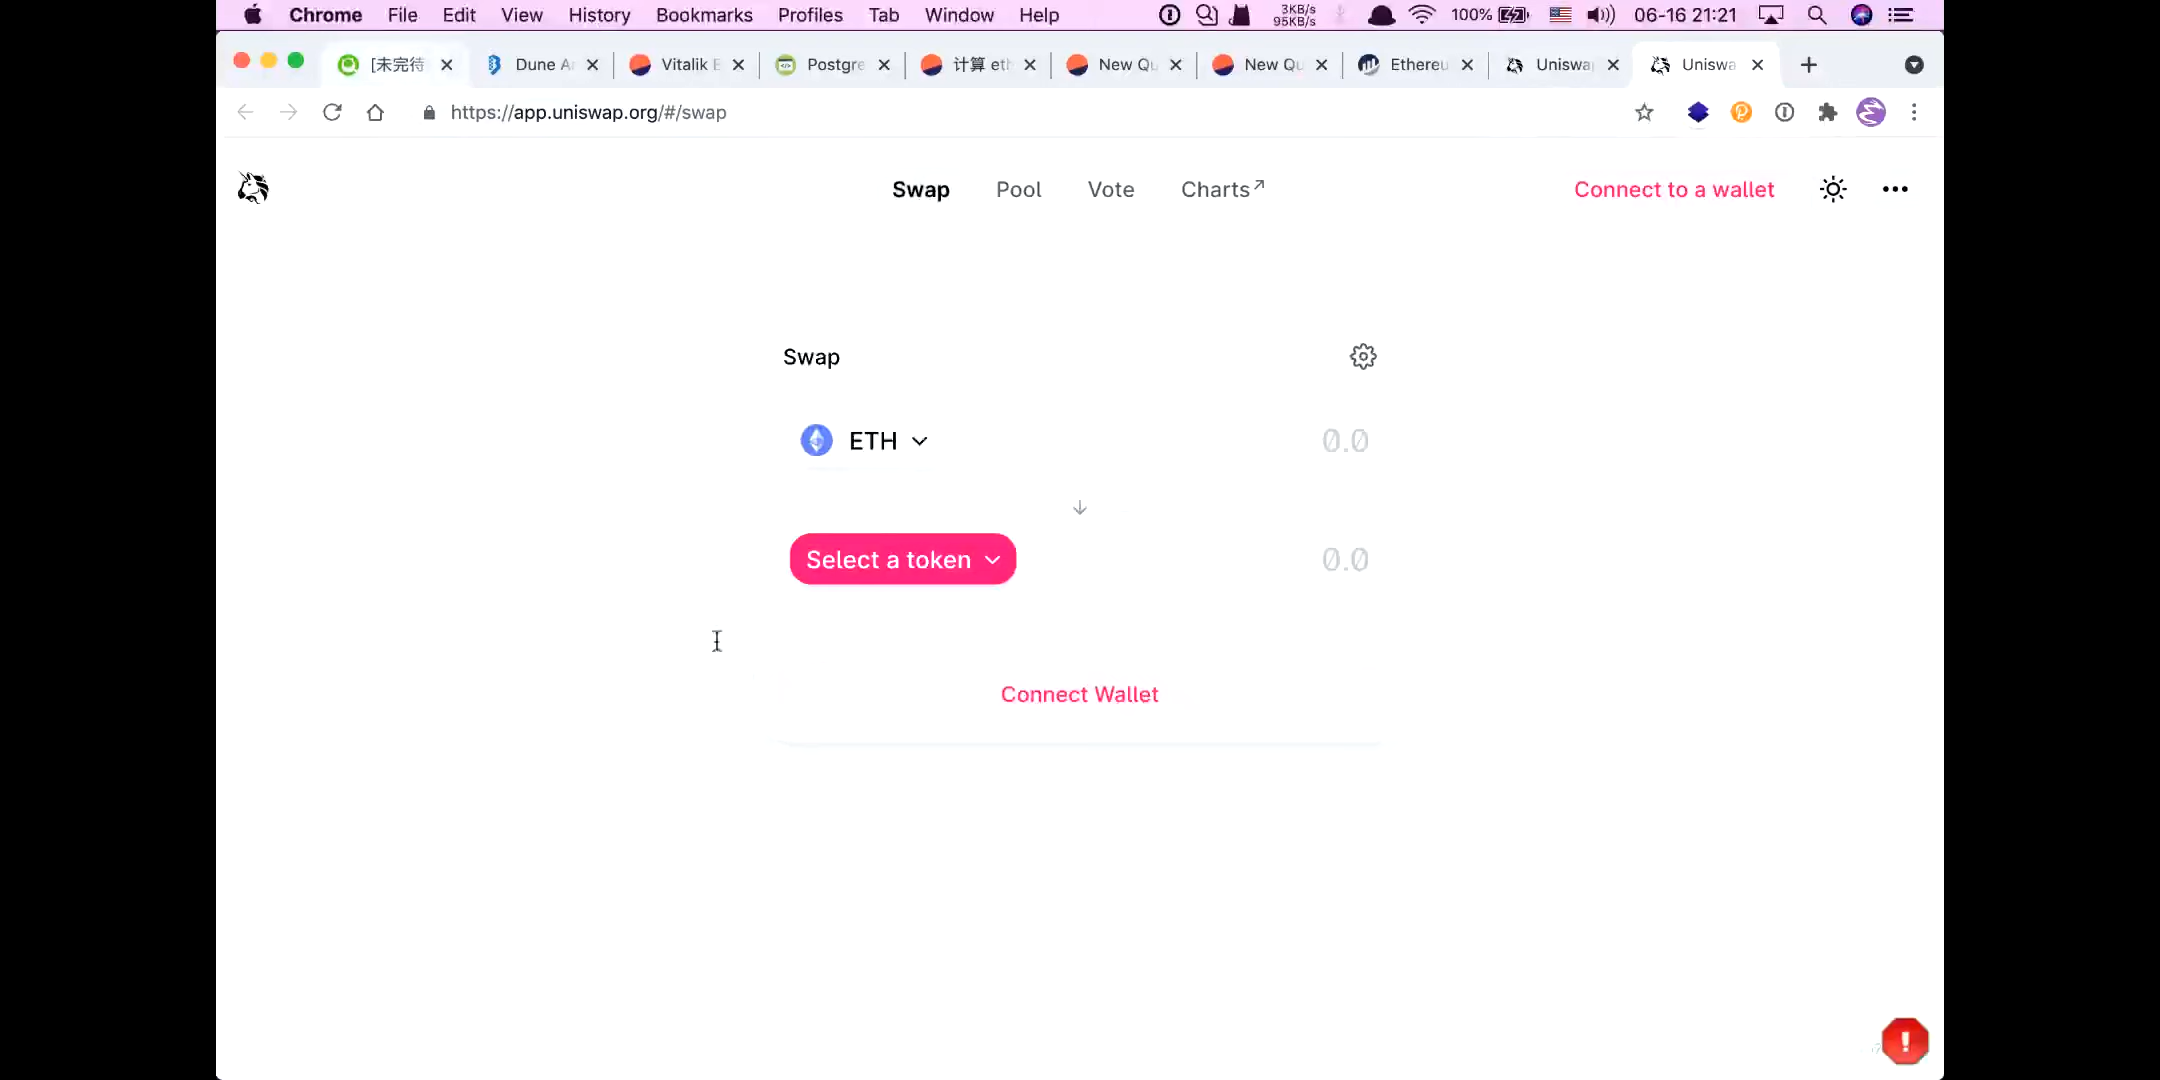 Chrome File Edit View History Bookmarks Profiles Tab Window Help 3KB/s 95KB/s 100% 06-16 21:21
[未完待 Dune A Vitalik Postgre 计算 eth New Qu New Qu Ethereu Uniswa Uniswa
https://app.uniswap.org/#/swap
Swap Pool Vote Charts↗ Connect to a wallet
Swap
ETH 0.0
Select a token 0.0
Connect Wallet